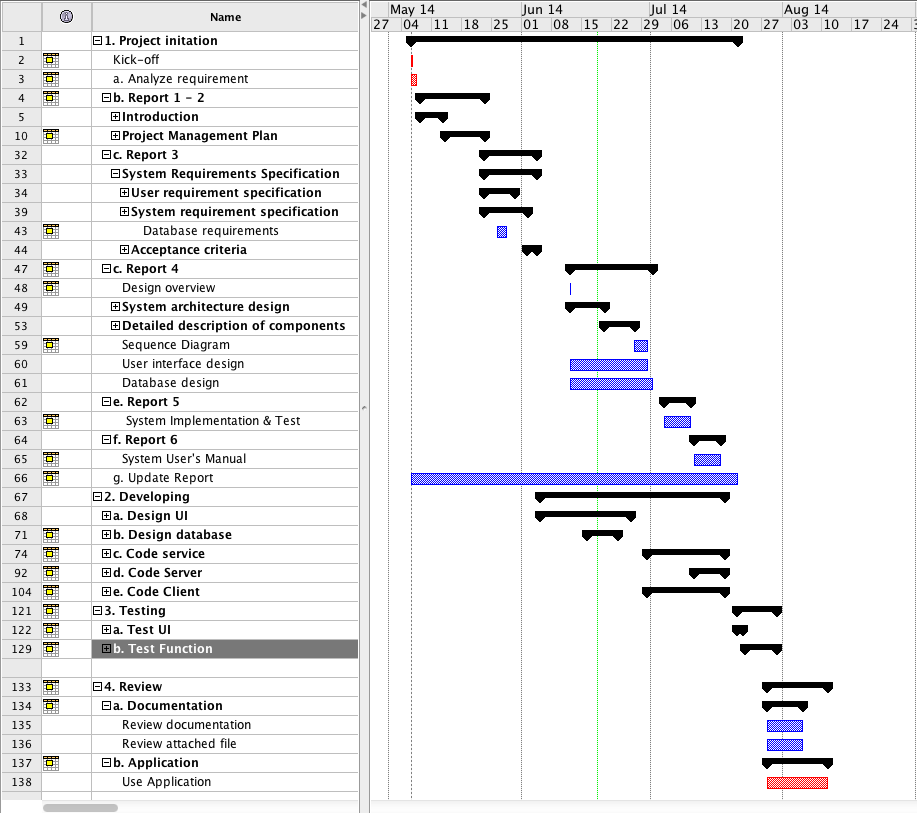 Name
May 14 Jun 14 Jul 14 Aug 14
27 04 11 18 25 01 08 15 22 01 06 13 20 27 03 10 17 24
1 1. Project initation
2 Kick-off
3 a. Analyze requirement
4 b. Report 1 - 2
5 Introduction
10 Project Management Plan
32 c. Report 3
33 System Requirements Specification
34 User requirement specification
39 System requirement specification
43 Database requirements
44 Acceptance criteria
47 c. Report 4
48 Design overview
49 System architecture design
53 Detailed description of components
59 Sequence Diagram
60 User interface design
61 Database design
62 e. Report 5
63 System Implementation & Test
64 f. Report 6
65 System User's Manual
66 g. Update Report
67 2. Developing
68 a. Design UI
71 b. Design database
74 c. Code service
92 d. Code Server
104 e. Code Client
121 3. Testing
122 a. Test UI
129 b. Test Function
133 4. Review
134 a. Documentation
135 Review documentation
136 Review attached file
137 b. Application
138 Use Application